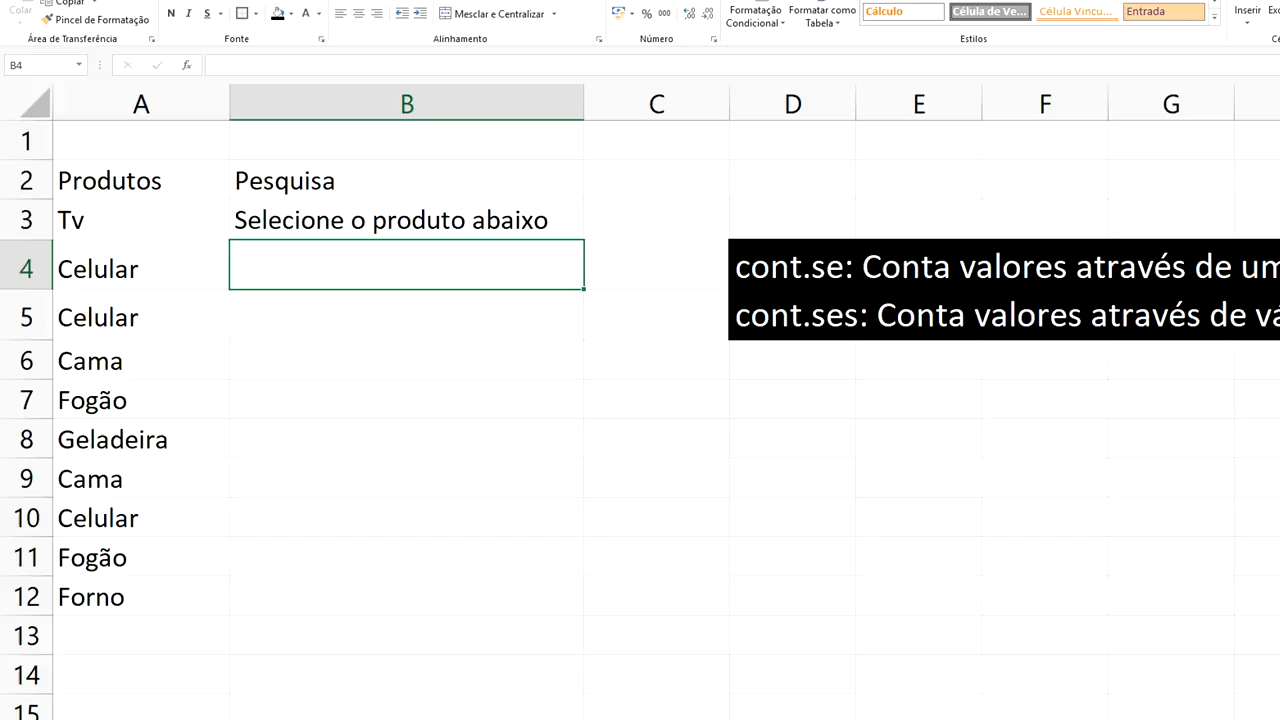 Copiar
Colar
Pincel de Formatação
Área de Transferência
N I S
A
Fonte
Mesclar e Centralizar
Alinhamento
% 000
Número
Formatação Condicional
Formatar como Tabela
Cálculo
Célula de Ve...
Célula Vincu...
Entrada
Estilos
Inserir
B4
fx
A B C D E F G
1
2 Produtos Pesquisa
3 Tv Selecione o produto abaixo
4 Celular cont.se: Conta valores através de um
5 Celular cont.ses: Conta valores através de vá
6 Cama
7 Fogão
8 Geladeira
9 Cama
10 Celular
11 Fogão
12 Forno
13
14
15